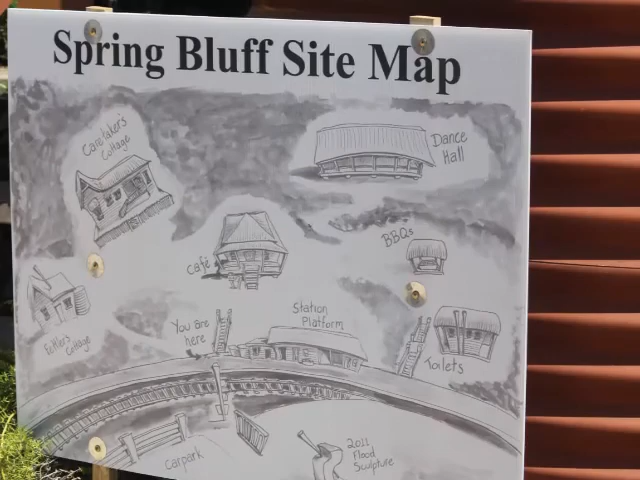 Spring Bluff Site Map
Caretaker's
Cottage
Dance
Hall
BBQs
café
Fettlers
Cottage
You are
here
Station
Platform
Toilets
carpark
2011
Flood
Sculpture